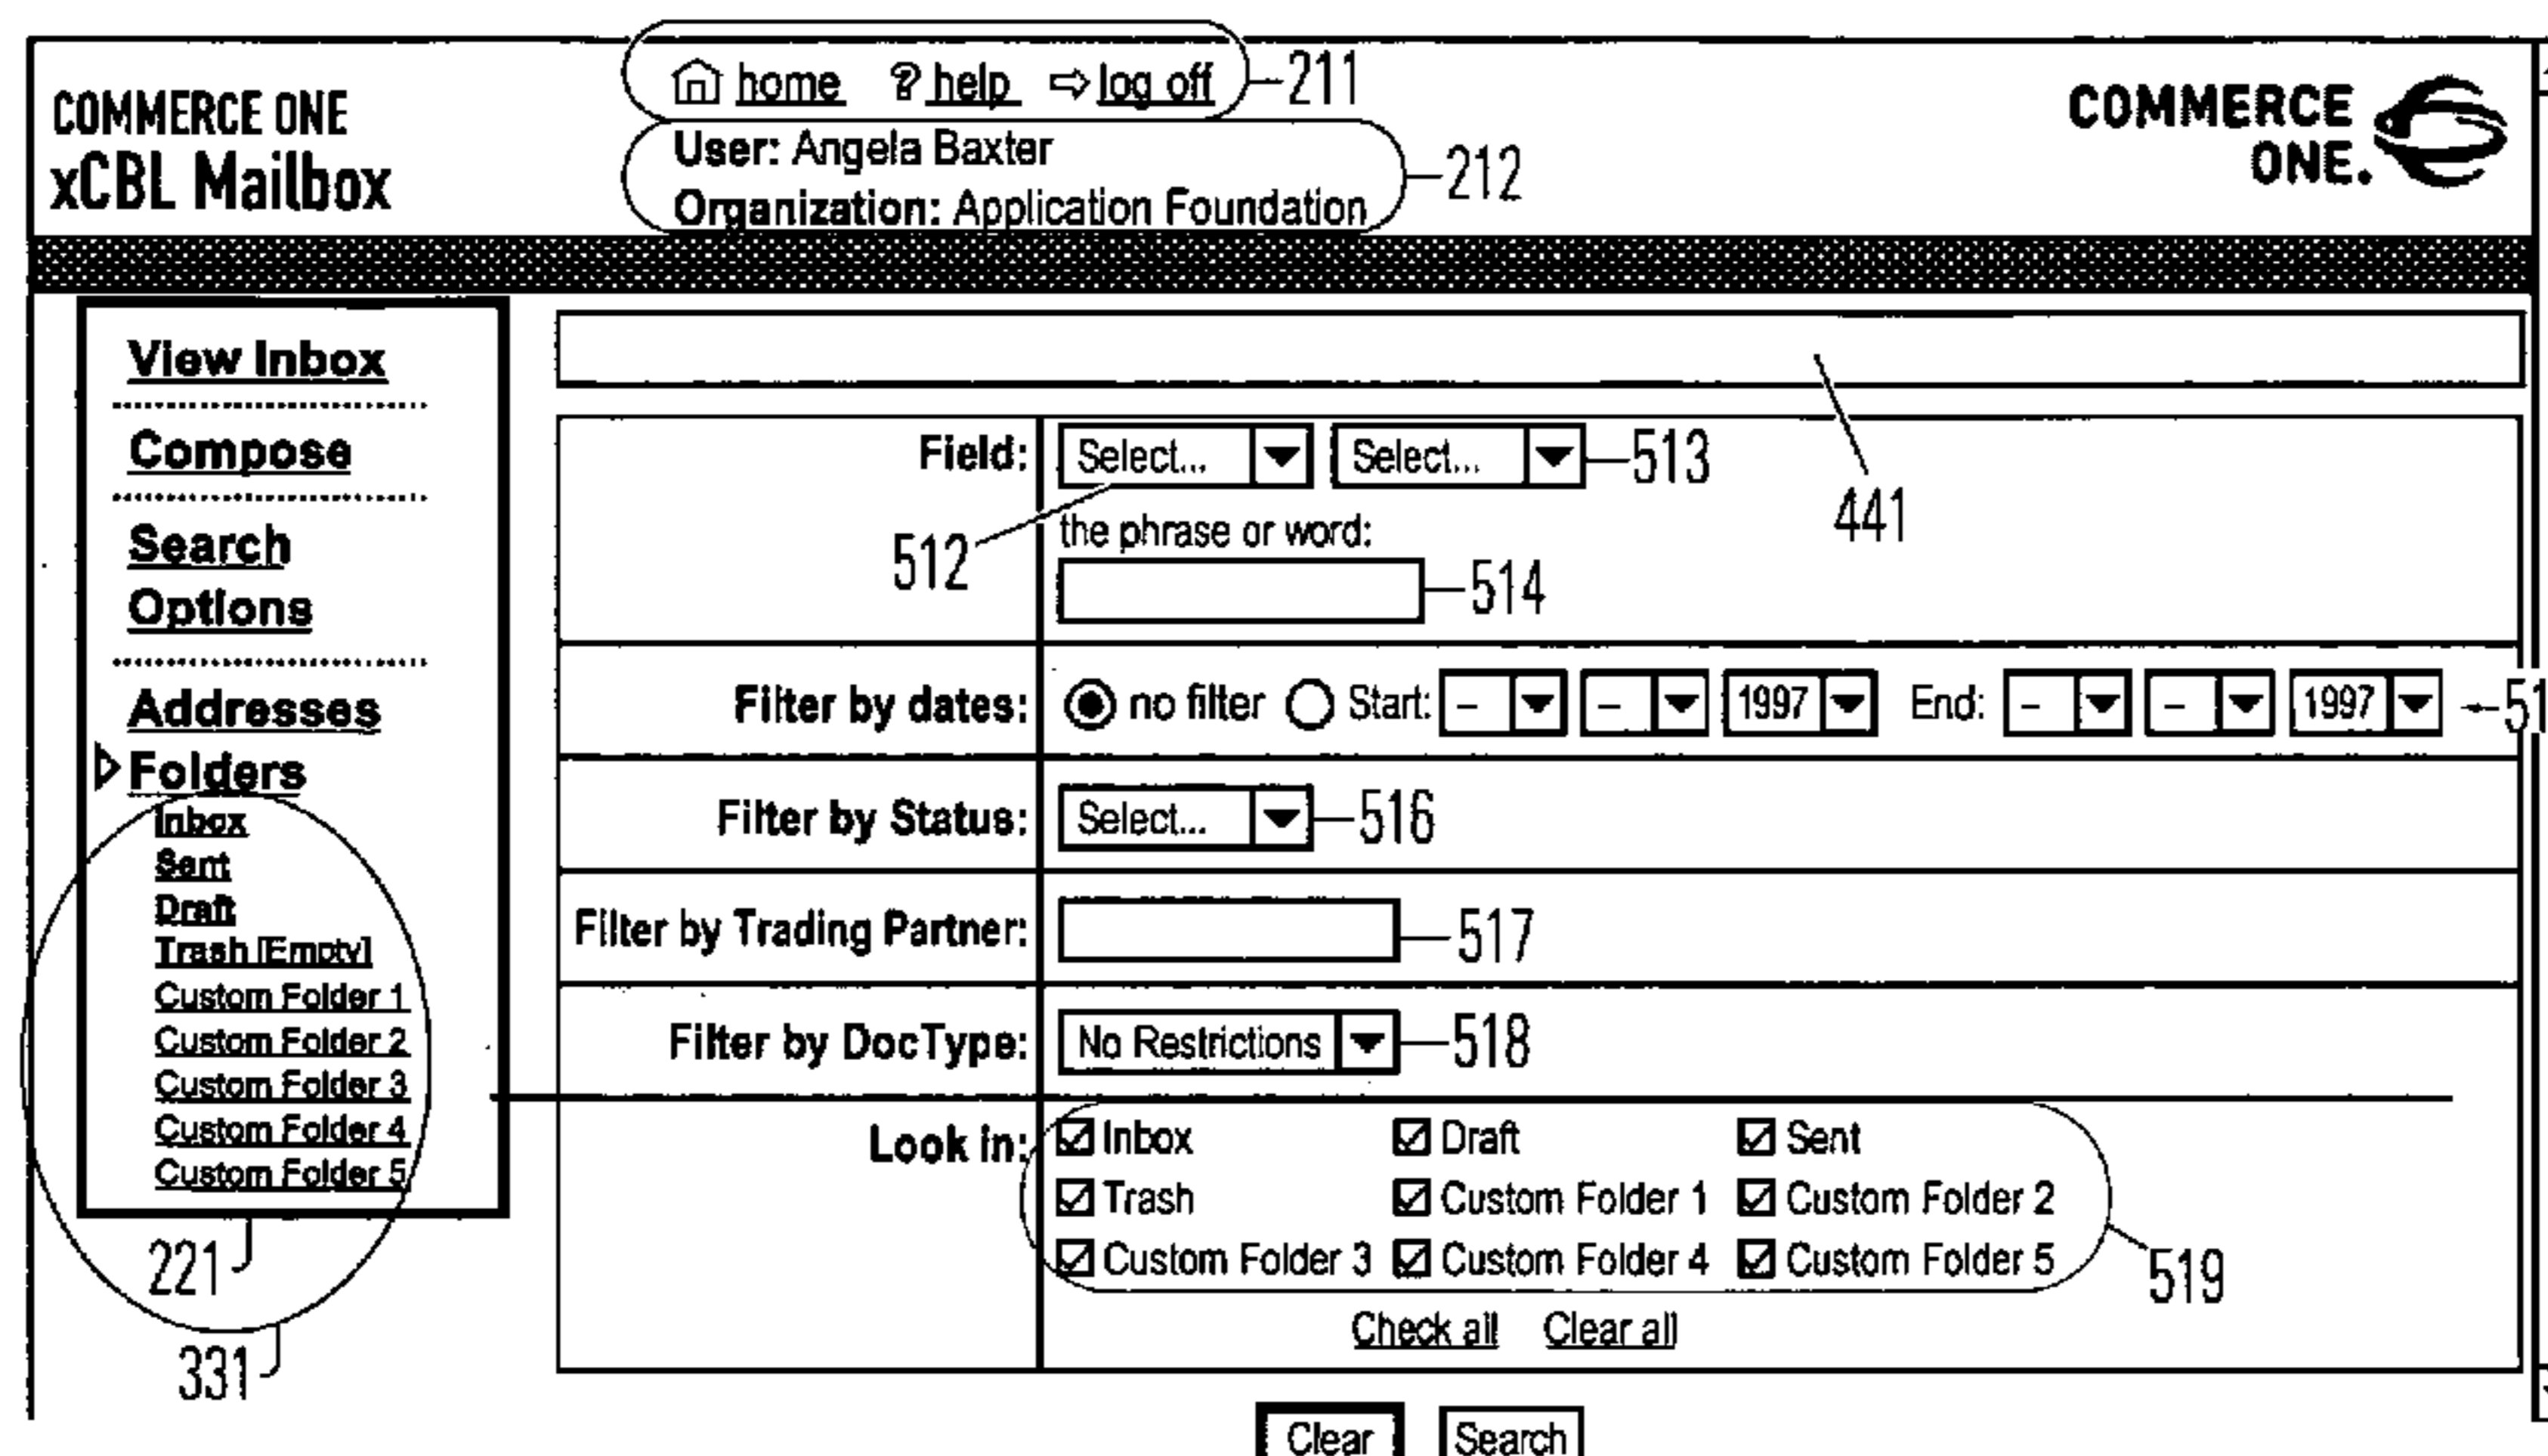 home ? help log off 211
COMMERCE ONE
xCBL Mailbox
User: Angela Baxter
Organization: Application Foundation
212
COMMERCE
ONE.
View Inbox
Compose
Search
Options
Addresses
Folders
Inbox
Sent
Draft
Trash [Empty]
Custom Folder 1
Custom Folder 2
Custom Folder 3
Custom Folder 4
Custom Folder 5
221
331
441
Field: Select... Select... 513
512
the phrase or word:
514
Filter by dates: no filter Start: – – 1997 End: – – 1997
Filter by Status: Select... 516
Filter by Trading Partner: 517
Filter by DocType: No Restrictions 518
Look in: Inbox Draft Sent
Trash Custom Folder 1 Custom Folder 2
Custom Folder 3 Custom Folder 4 Custom Folder 5
519
Check all Clear all
Clear Search